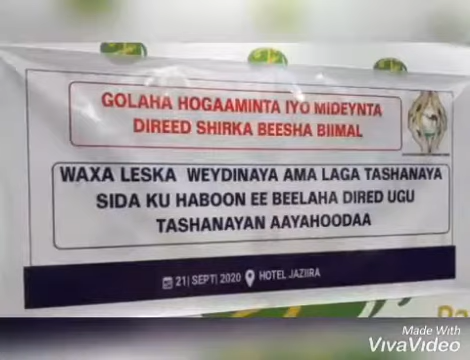 GOLAHA HOGAAMINTA IYO MIDEYNTA
DIREED SHIRKA BEESHA BIIMAL
WAXA LESKA WEYDINAYA AMA LAGA TASHANAYA
SIDA KU HABOON EE BEELAHA DIRED UGU
TASHANAYAN AAYAHOODAA
21| SEPT| 2020 HOTEL JAZIIRA
Made With
VivaVideo